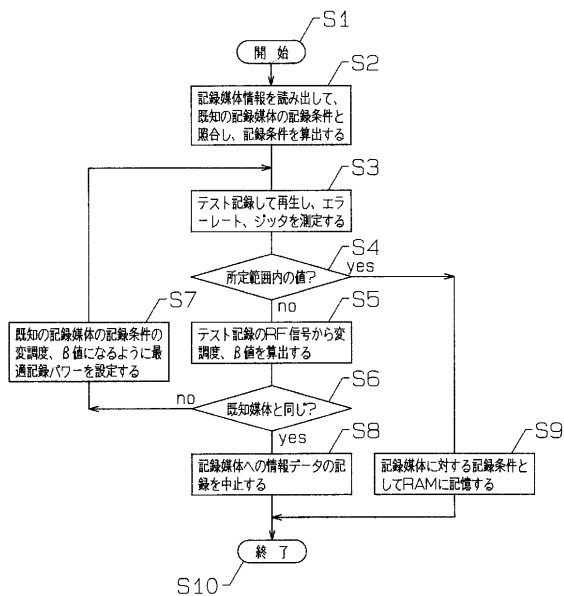 S1
開 始
S2
記録媒体情報を読み出して、
既知の記録媒体の記録条件と
照合し、記録条件を算出する
S3
テスト記録して再生し、エラ
ーレート、ジッタを測定する
S4
所定範囲内の値?
yes
no
S5
テスト記録のRF信号から変
調度、β値を算出する
S7
既知の記録媒体の記録条件の
変調度、β値になるように最
適記録パワーを設定する
S6
既知媒体と同じ?
no
yes
S8
記録媒体への情報データの記
録を中止する
S9
記録媒体に対する記録条件と
してRAMに記憶する
終 了
S10